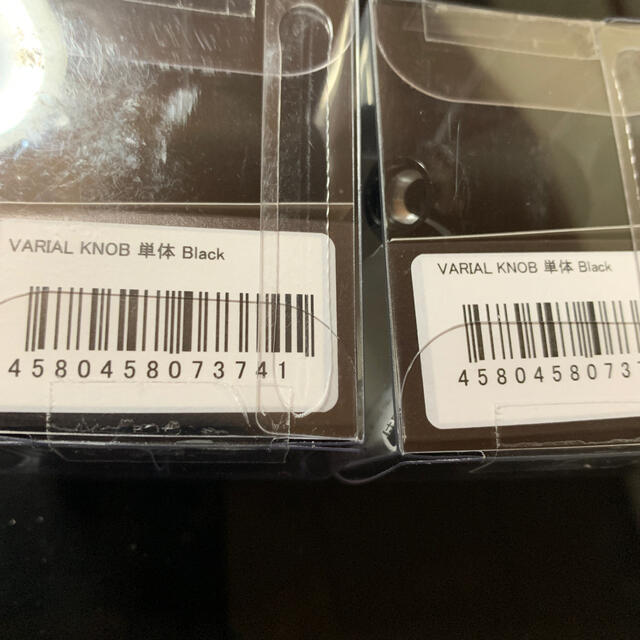 VARIAL KNOB 単体 Black
4580458073741
VARIAL KNOB 単体 Black
4580458073